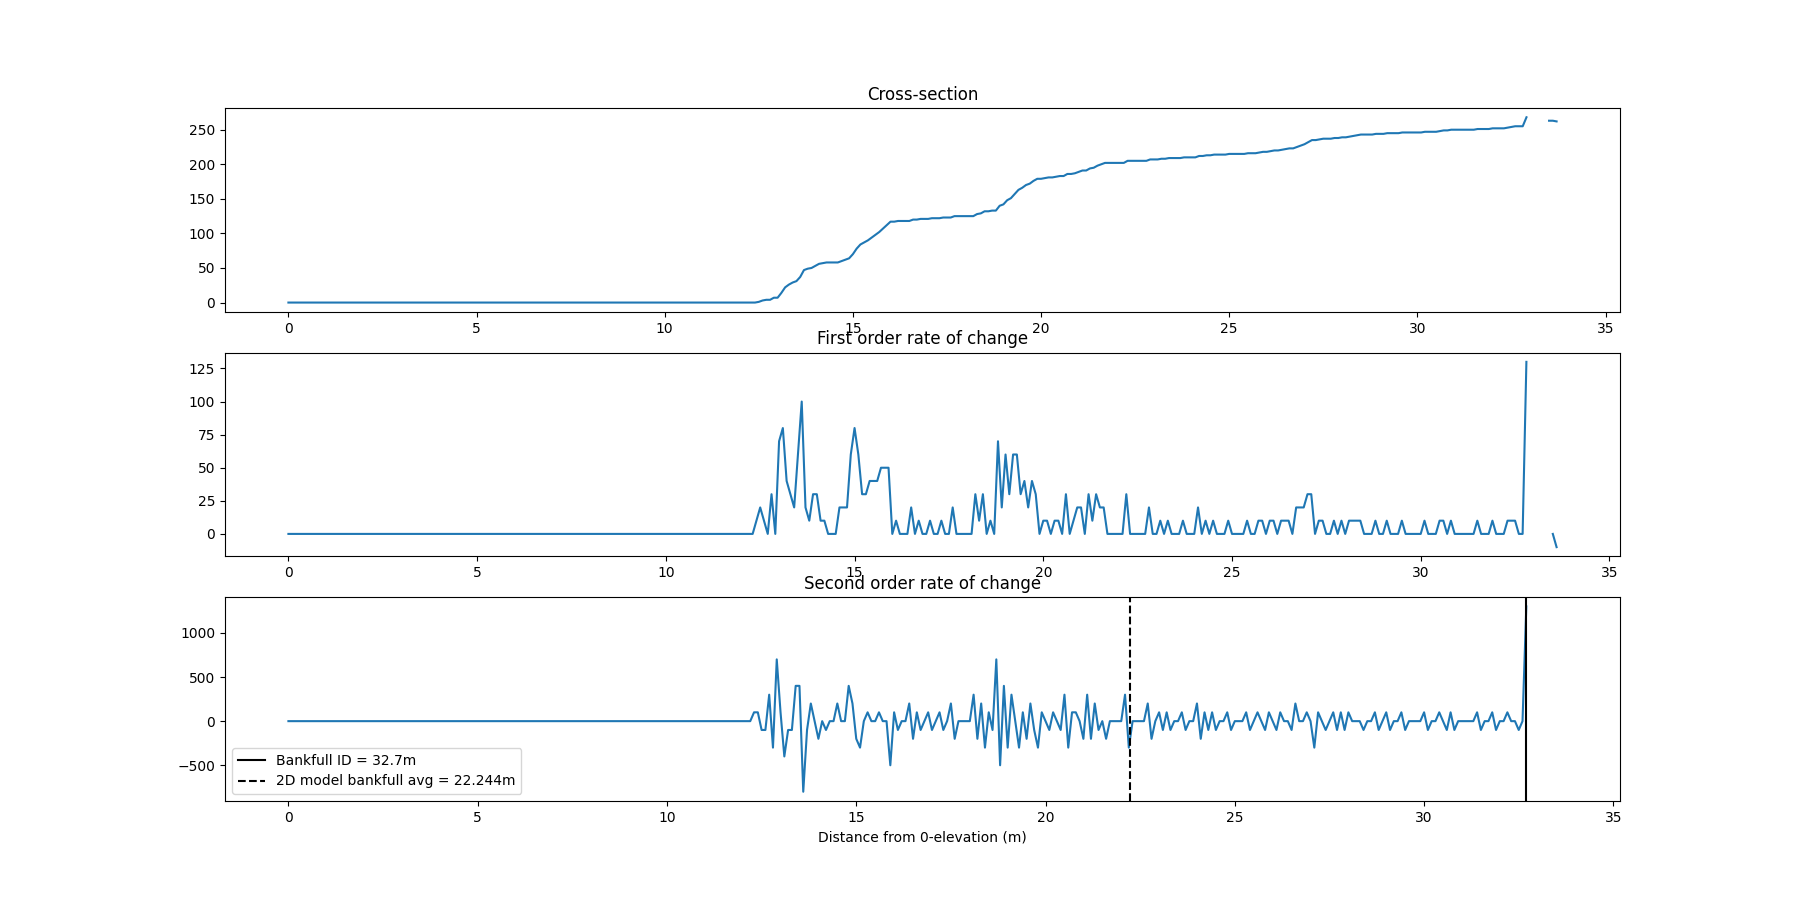 Cross-section
250
200
150
100
50
0
0 5 10 15 20 25 30 35
First order rate of change
125
100
75
50
25
0
0 5 10 15 20 25 30 35
Second order rate of change
1000
500
0
−500
Bankfull ID = 32.7m
2D model bankfull avg = 22.244m
0 5 10 15 20 25 30 35
Distance from 0-elevation (m)